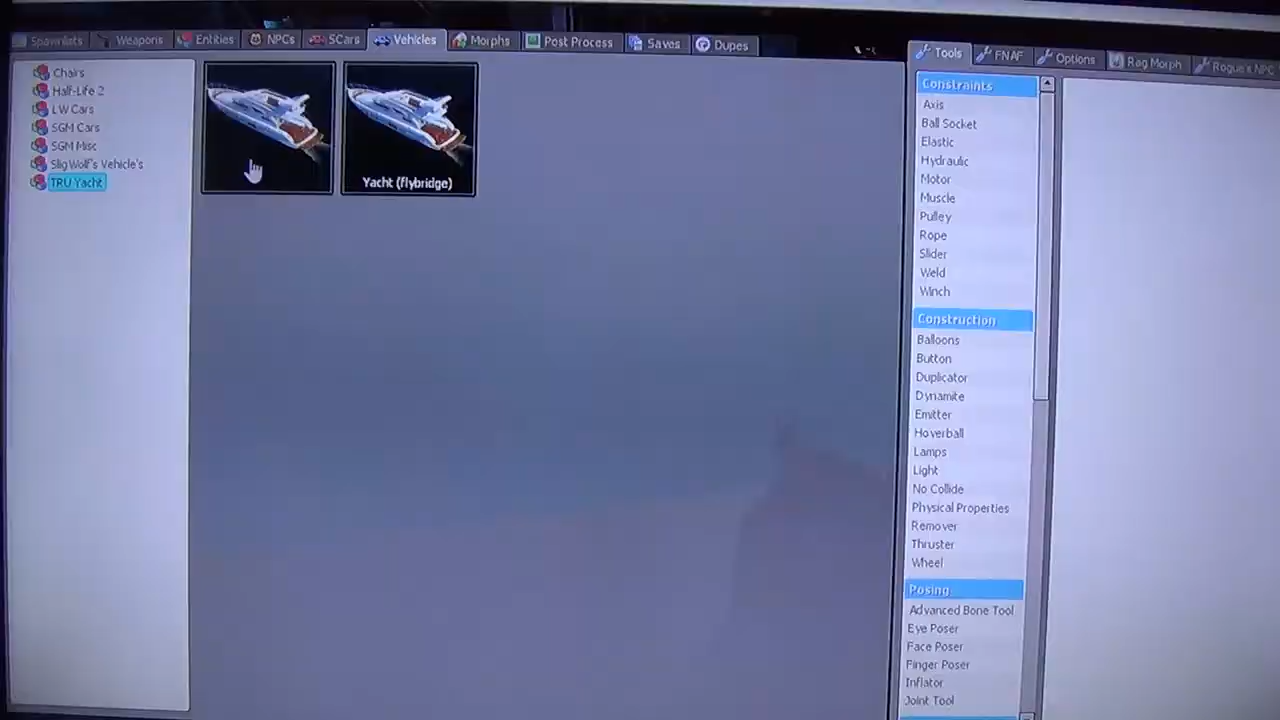 Spawnlists Weapons Entities NPCs SCars Vehicles Morphs Post Process Saves Dupes
Chairs
Half-Life 2
LW Cars
SGM Cars
SGM Misc
SligWolf's Vehicle's
TRU Yacht
Yacht (flybridge)
Tools FNAF Options Rag Morph Rogue's NPC
Constraints
Axis
Ball Socket
Elastic
Hydraulic
Motor
Muscle
Pulley
Rope
Slider
Weld
Winch
Construction
Balloons
Button
Duplicator
Dynamite
Emitter
Hoverball
Lamps
Light
No Collide
Physical Properties
Remover
Thruster
Wheel
Posing
Advanced Bone Tool
Eye Poser
Face Poser
Finger Poser
Inflator
Joint Tool